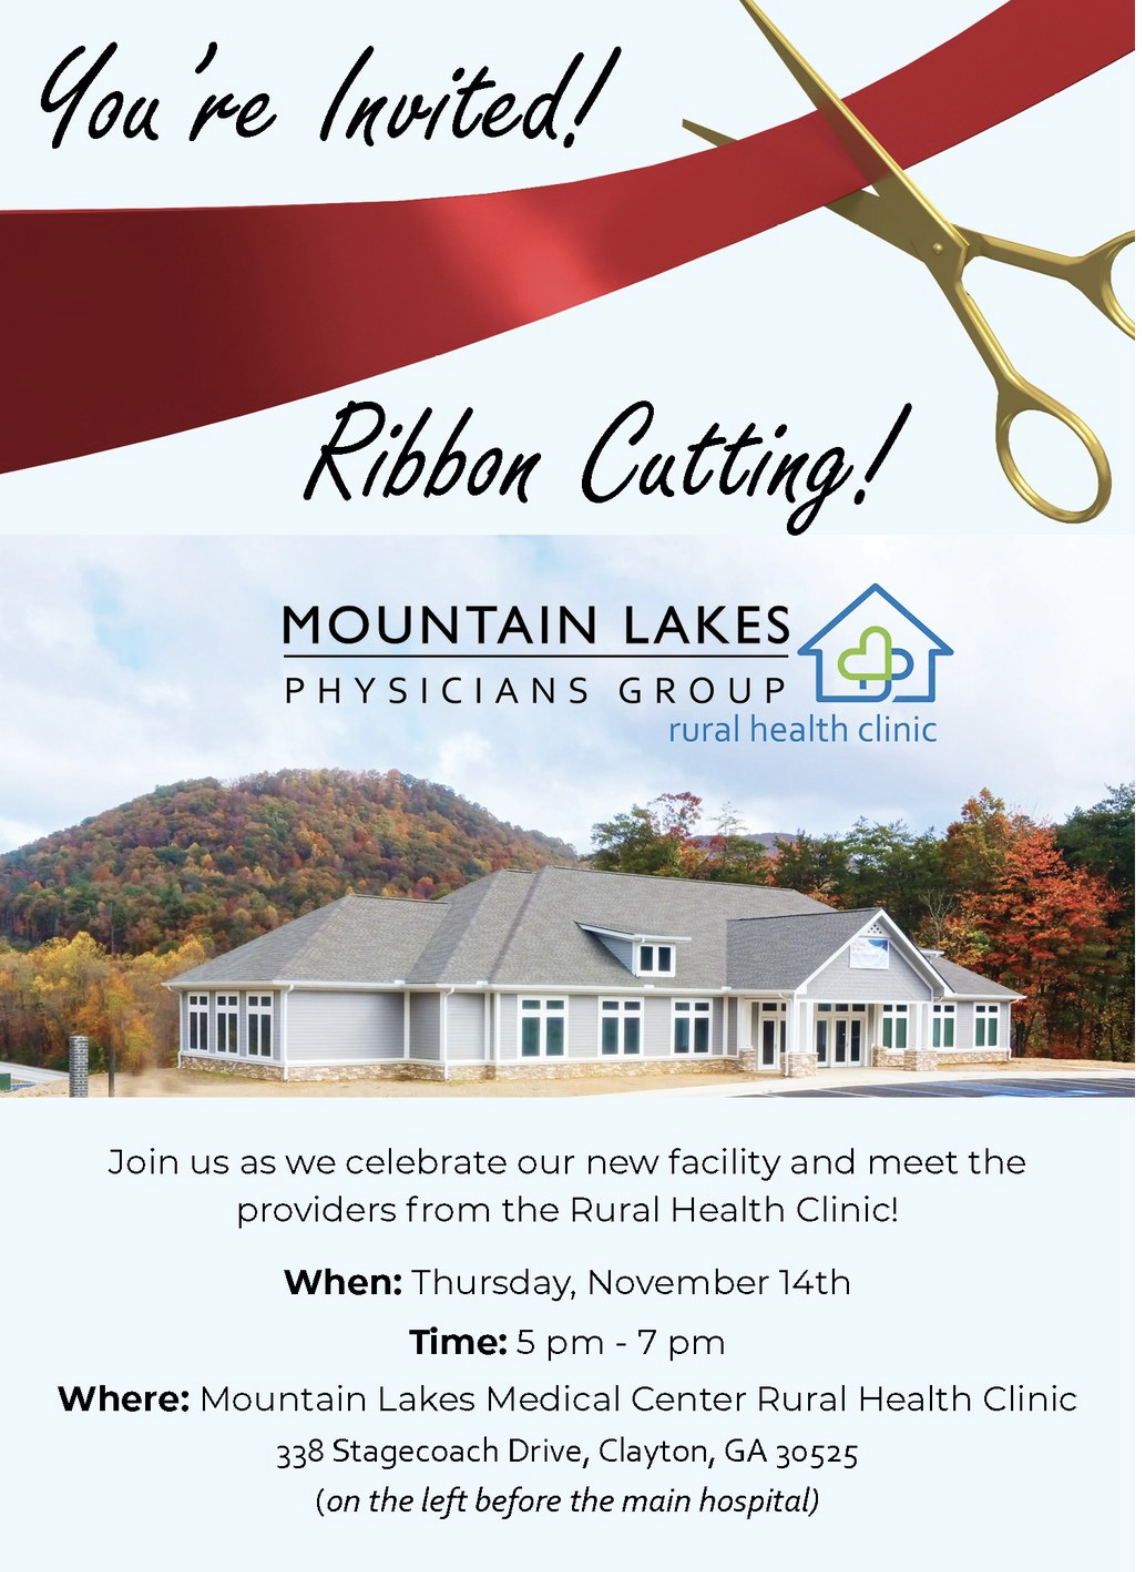 You're Invited!
Ribbon Cutting!
MOUNTAIN LAKES
PHYSICIANS GROUP
rural health clinic
Join us as we celebrate our new facility and meet the
providers from the Rural Health Clinic!
When: Thursday, November 14th
Time: 5 pm - 7 pm
Where: Mountain Lakes Medical Center Rural Health Clinic
338 Stagecoach Drive, Clayton, GA 30525
(on the left before the main hospital)